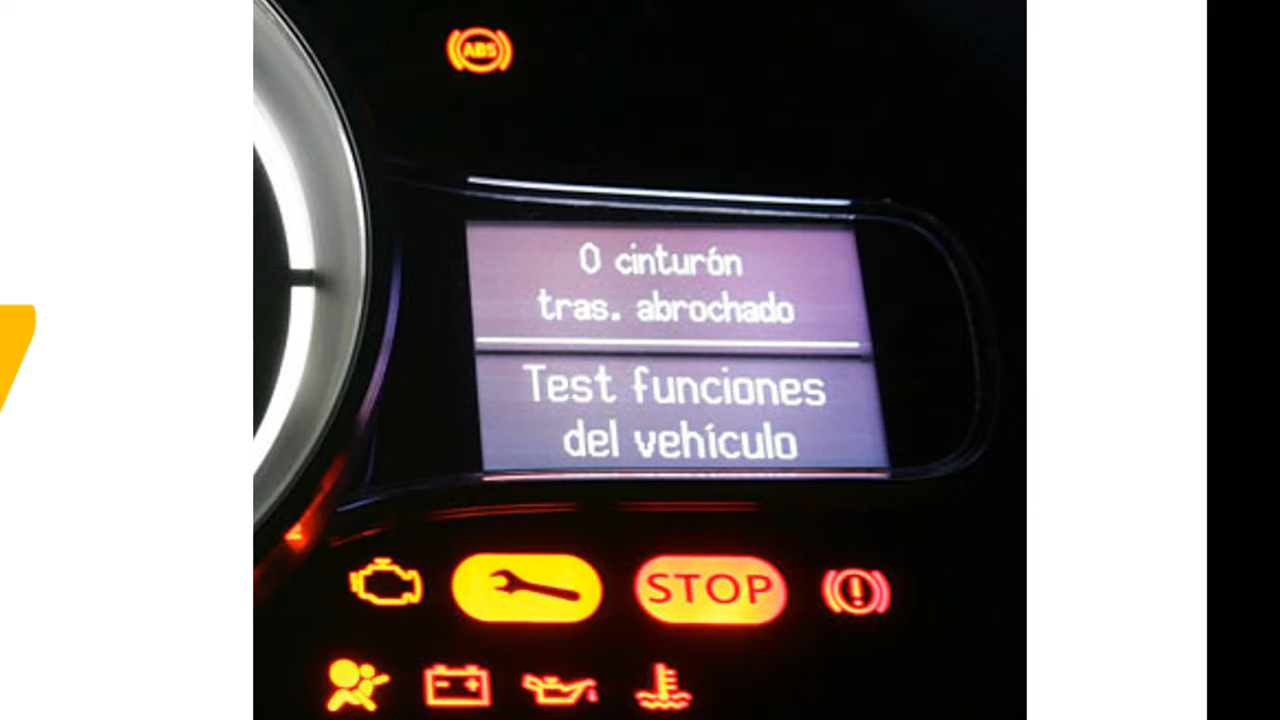 ABS
0 cinturón
tras. abrochado
Test funciones
del vehículo
STOP